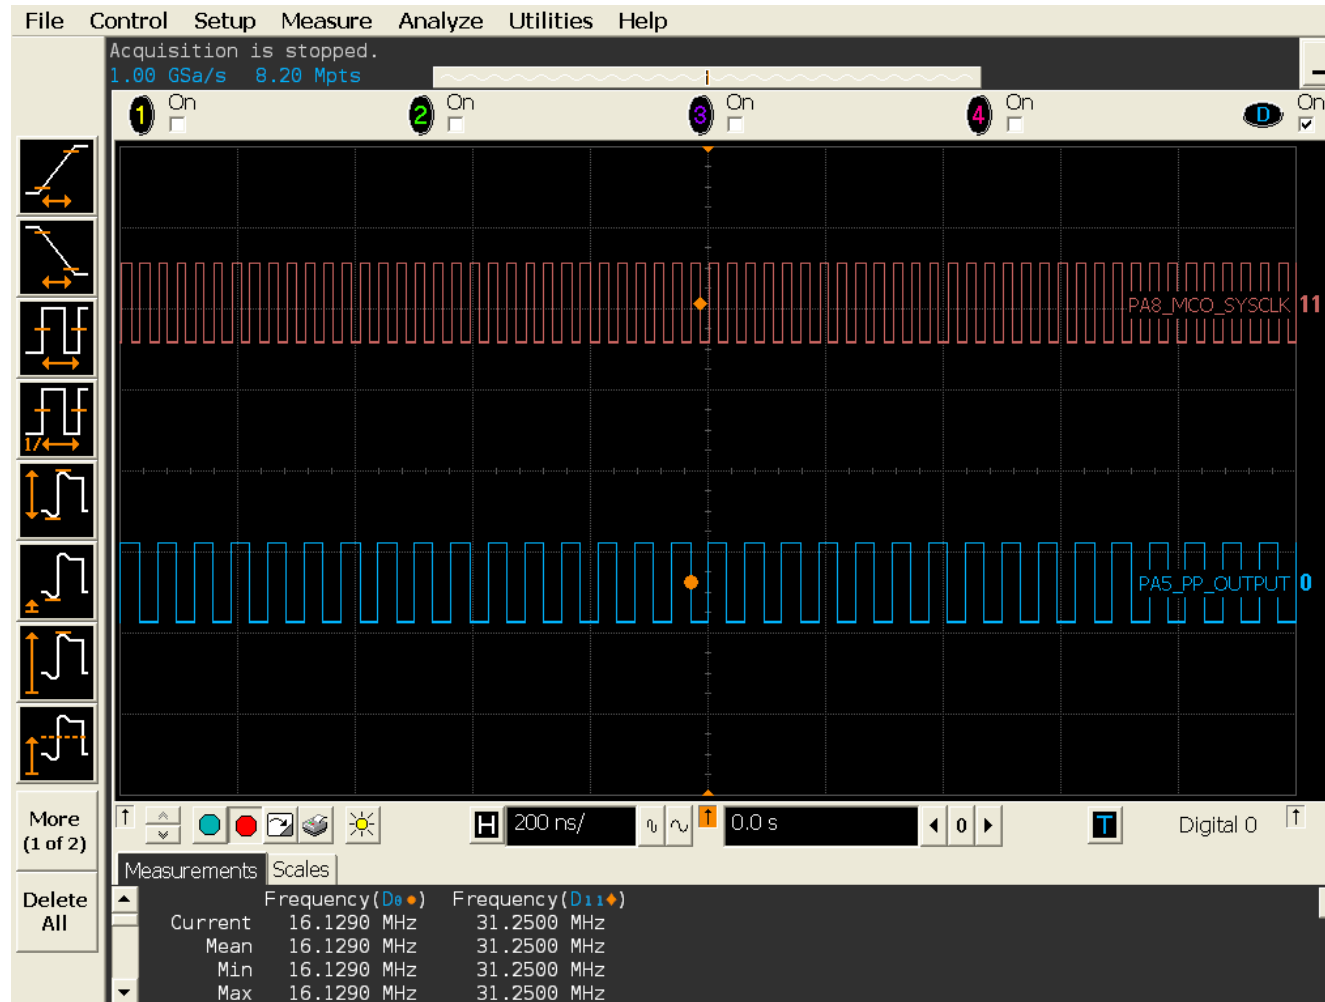 File Control Setup Measure Analyze Utilities Help
Acquisition is stopped.
1.00 GSa/s 8.20 Mpts
1 On 2 On 3 On 4 On D On
PA8_MCO_SYSCLK 11
PA5_PP_OUTPUT 0
1/
More
(1 of 2)
Delete
All
H 200 ns/ 0.0 s 0 T Digital 0
Measurements Scales
Frequency(D0) Frequency(D11)
Current 16.1290 MHz 31.2500 MHz
Mean 16.1290 MHz 31.2500 MHz
Min 16.1290 MHz 31.2500 MHz
Max 16.1290 MHz 31.2500 MHz